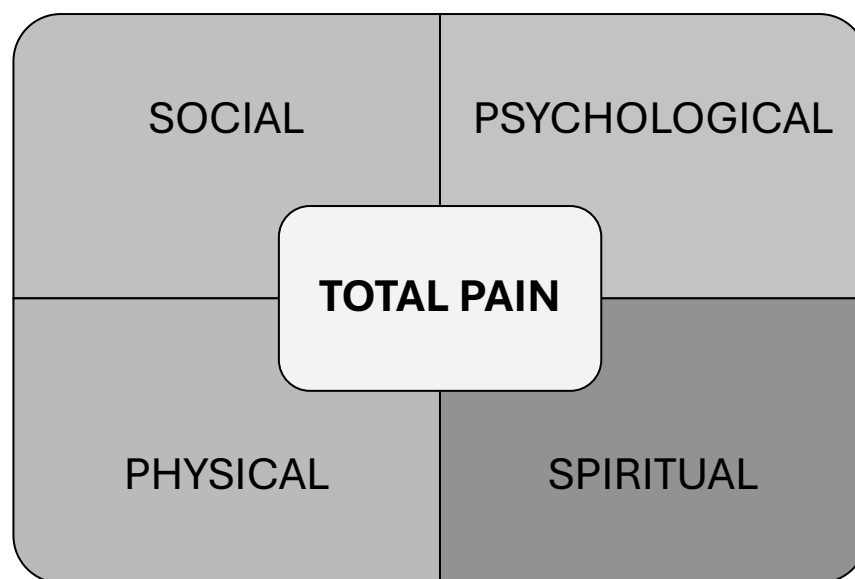 SOCIAL
PSYCHOLOGICAL
TOTAL PAIN
PHYSICAL
SPIRITUAL